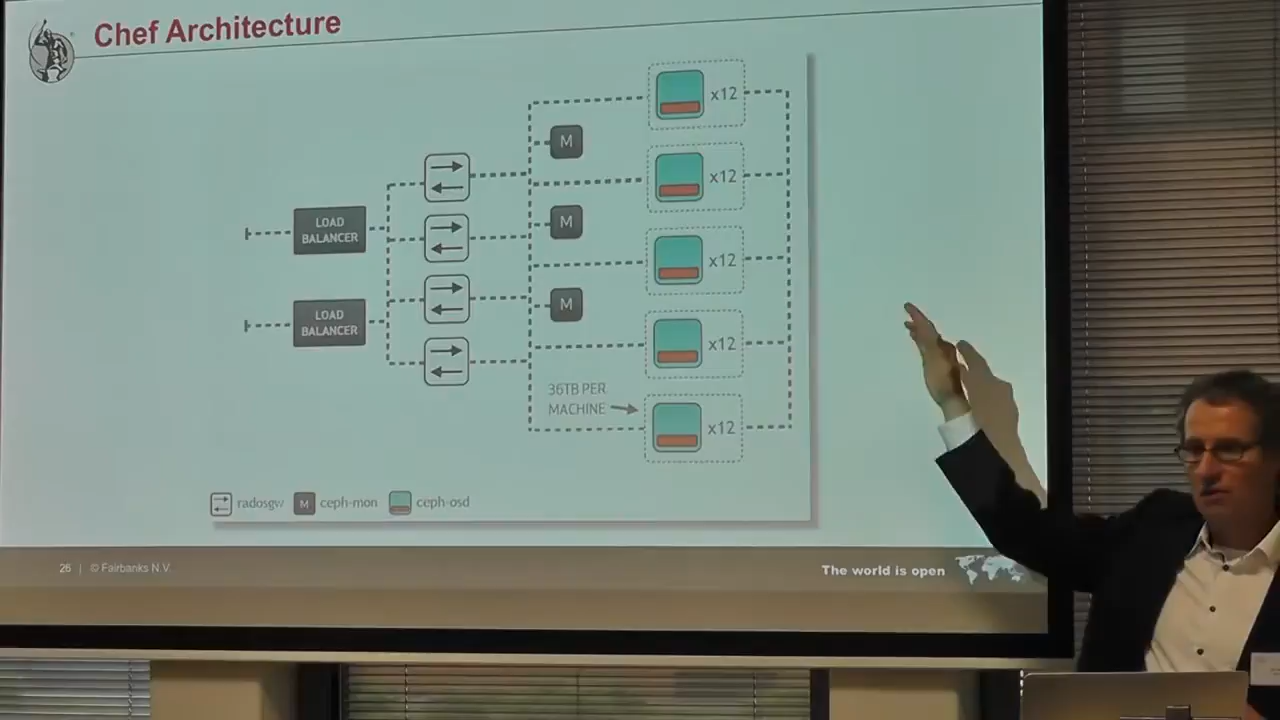 Chef Architecture
x12
M
x12
LOAD
BALANCER
M
x12
LOAD
BALANCER
M
x12
36TB PER
MACHINE
x12
radosgw
M
ceph-mon
ceph-osd
26 | © Fairbanks N.V.
The world is open